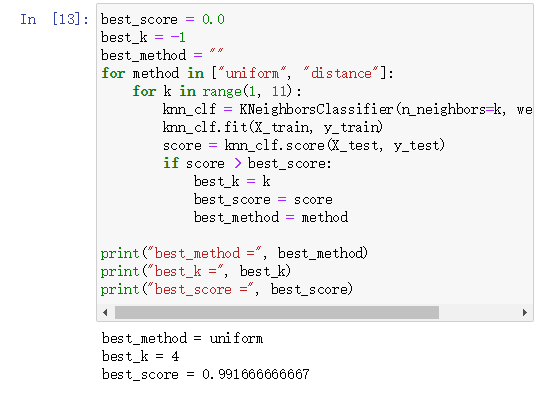 In [13]: best_score = 0.0
best_k = -1
best_method = ""
for method in ["uniform", "distance"]:
    for k in range(1, 11):
        knn_clf = KNeighborsClassifier(n_neighbors=k, we
        knn_clf.fit(X_train, y_train)
        score = knn_clf.score(X_test, y_test)
        if score > best_score:
            best_k = k
            best_score = score
            best_method = method
print("best_method =", best_method)
print("best_k =", best_k)
print("best_score =", best_score)
best_method = uniform
best_k = 4
best_score = 0.991666666667